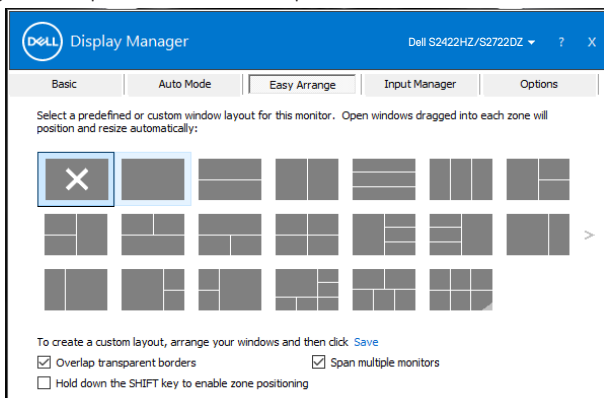 DELL Display Manager
Dell S2422HZ/S2722DZ ? X
Basic Auto Mode Easy Arrange Input Manager Options
Select a predefined or custom window layout for this monitor. Open windows dragged into each zone will
position and resize automatically:
>
To create a custom layout, arrange your windows and then click Save
Overlap transparent borders Span multiple monitors
Hold down the SHIFT key to enable zone positioning